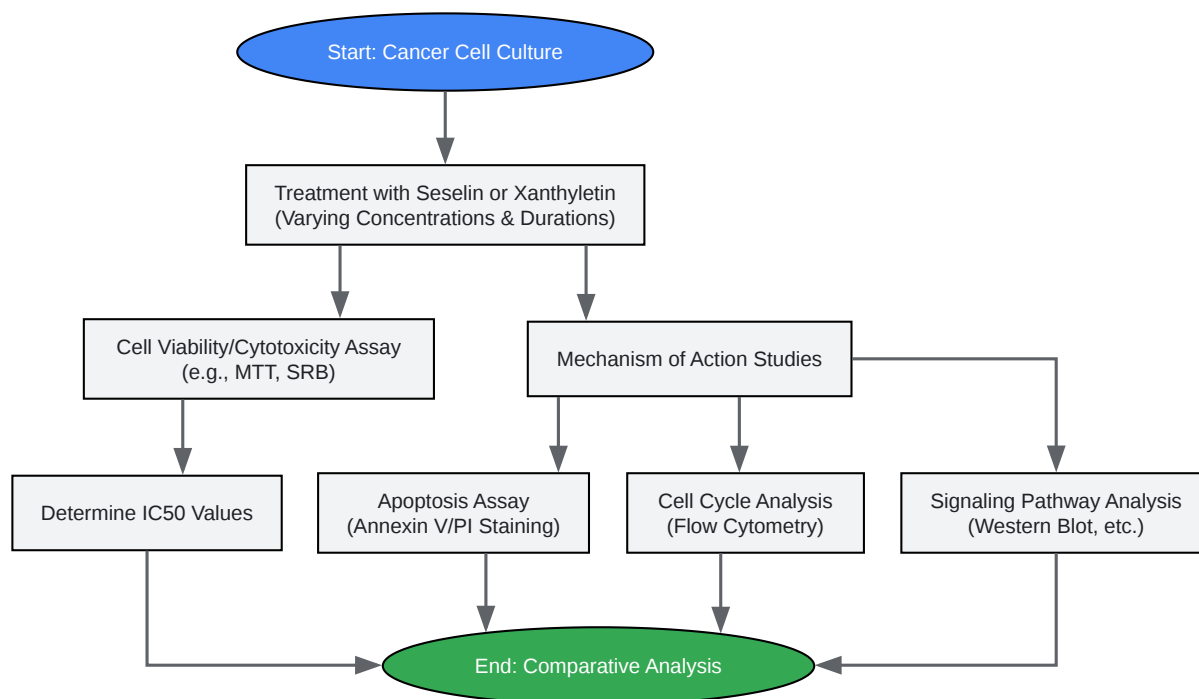 Start: Cancer Cell Culture
Treatment with Seselin or Xanthyletin
(Varying Concentrations & Durations)
Cell Viability/Cytotoxicity Assay
(e.g., MTT, SRB)
Mechanism of Action Studies
Determine IC50 Values
Apoptosis Assay
(Annexin V/PI Staining)
Cell Cycle Analysis
(Flow Cytometry)
Signaling Pathway Analysis
(Western Blot, etc.)
End: Comparative Analysis